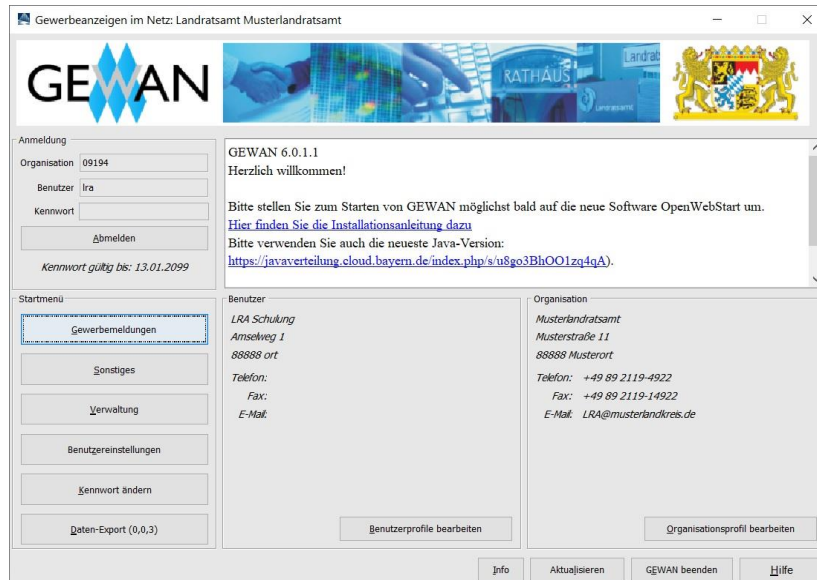 Gewerbeanzeigen im Netz: Landratsamt Musterlandratsamt
GEWAN
RATHAUS
Landrats
Landratsamt
Anmeldung
Organisation 09194
Benutzer lra
Kennwort
Abmelden
Kennwort gültig bis: 13.01.2099
GEWAN 6.0.1.1
Herzlich willkommen!
Bitte stellen Sie zum Starten von GEWAN möglichst bald auf die neue Software OpenWebStart um.
Hier finden Sie die Installationsanleitung dazu
Bitte verwenden Sie auch die neueste Java-Version:
https://javaverteilung.cloud.bayern.de/index.php/s/u8go3BhOO1zq4qA).
Startmenü
Gewerbemeldungen
Sonstiges
Verwaltung
Benutzereinstellungen
Kennwort ändern
Daten-Export (0,0,3)
Benutzer
LRA Schulung
Amselweg 1
88888 ort
Telefon:
Fax:
E-Mail:
Benutzerprofile bearbeiten
Organisation
Musterlandratsamt
Musterstraße 11
88888 Musterort
Telefon: +49 89 2119-4922
Fax: +49 89 2119-14922
E-Mail: LRA@musterlandkreis.de
Organisationsprofil bearbeiten
Info
Aktualisieren
GEWAN beenden
Hilfe